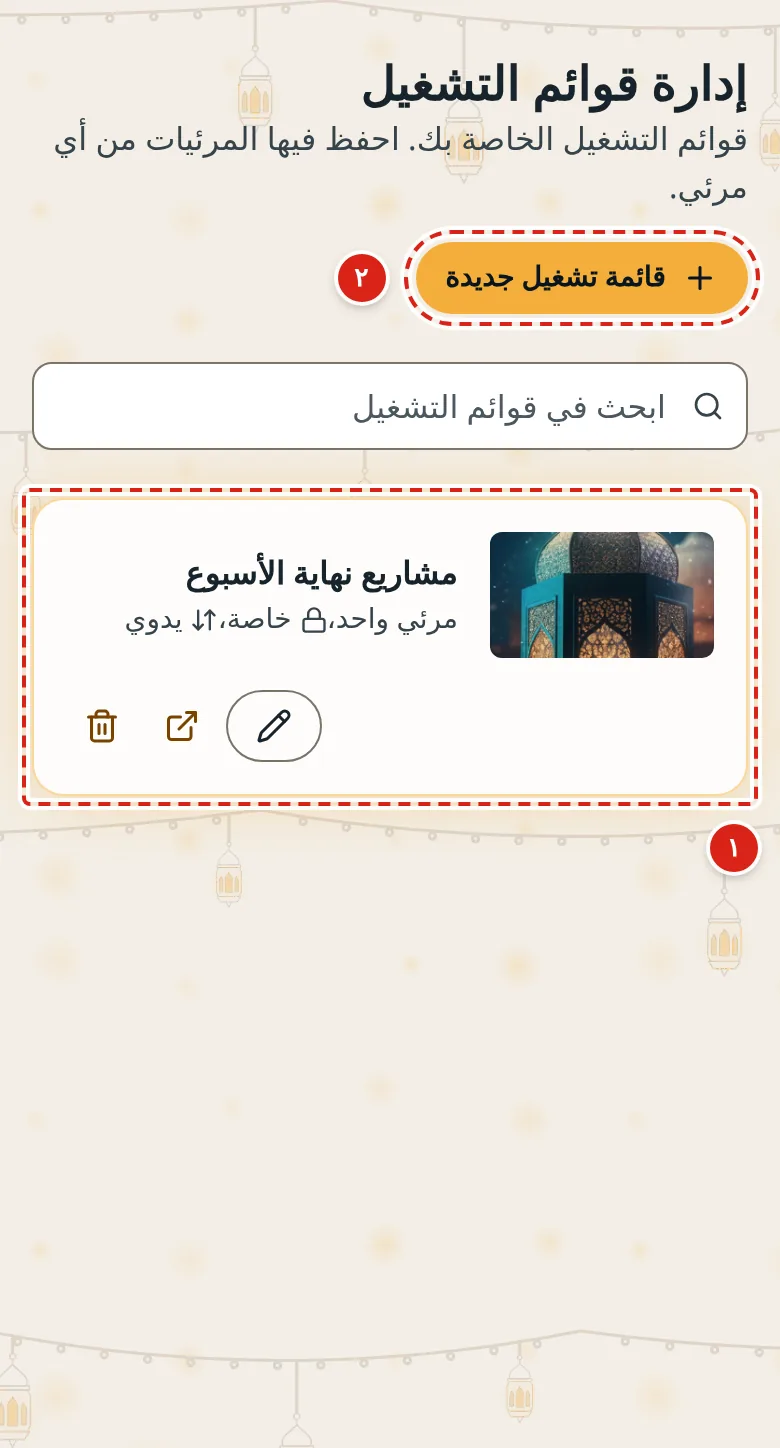 إدارة قوائم التشغيل
قوائم التشغيل الخاصة بك. احفظ فيها المرئيات من أي
مرئي.
قائمة تشغيل جديدة
٢
ابحث في قوائم التشغيل
مشاريع نهاية الأسبوع
مرئي واحد، خاصة، يدوي
١